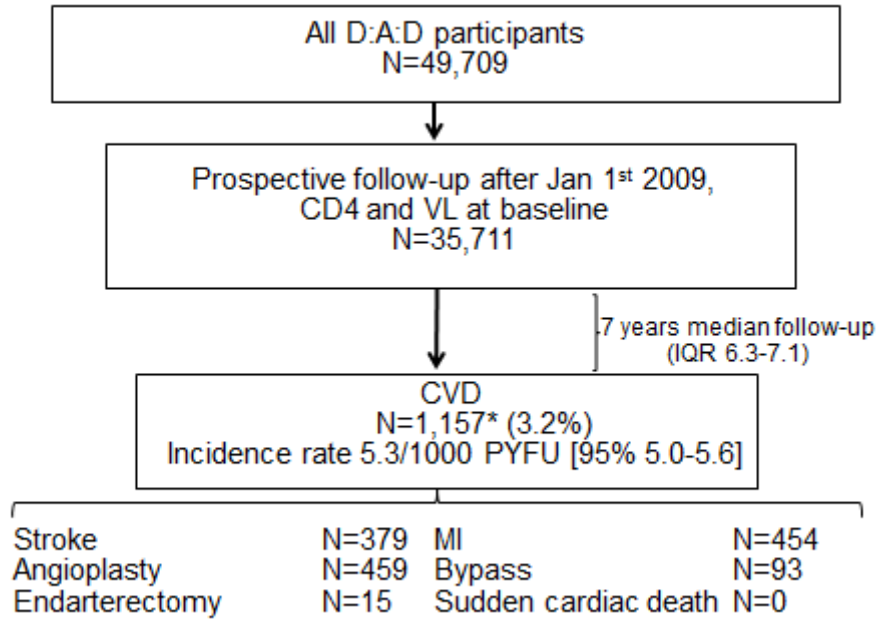 All D:A:D participants
N=49,709
Prospective follow-up after Jan 1st 2009,
CD4 and VL at baseline
N=35,711
7 years median follow-up
(IQR 6.3-7.1)
CVD
N=1,157* (3.2%)
Incidence rate 5.3/1000 PYFU [95% 5.0-5.6]
Stroke N=379 MI N=454
Angioplasty N=459 Bypass N=93
Endarterectomy N=15 Sudden cardiac death N=0